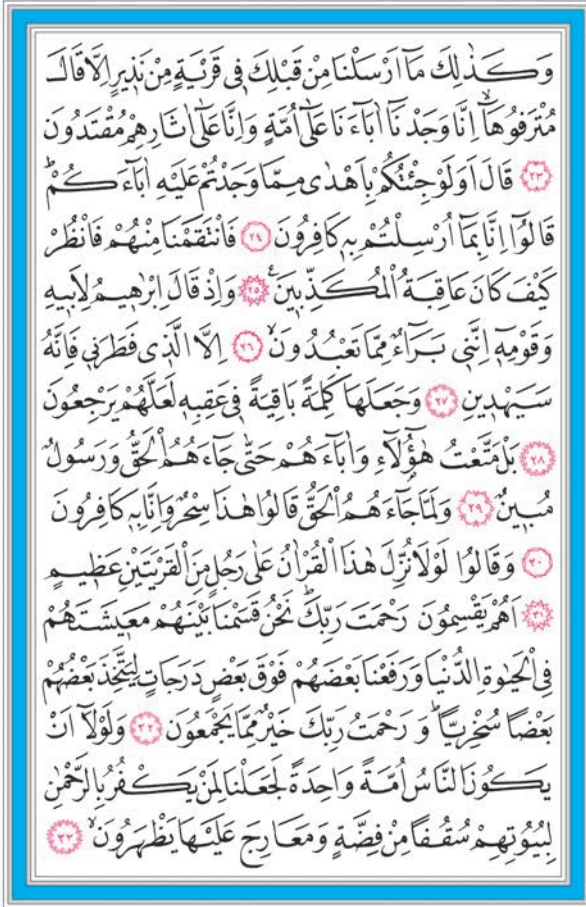 وَكَذٰلِكَ مَٓا اَرْسَلْنَا مِنْ قَبْلِكَ فٖى قَرْيَةٍ مِنْ نَذٖيرٍ اِلَّا قَالَ
مُتْرَفُوهَٓاۙ اِنَّا وَجَدْنَٓا اٰبَٓاءَنَا عَلٰٓى اُمَّةٍ وَاِنَّا عَلٰٓى اٰثَارِهِمْ مُقْتَدُونَ
﴿٢٣﴾ قَالَ اَوَلَوْ جِئْتُكُمْ بِاَهْدٰى مِمَّا وَجَدْتُمْ عَلَيْهِ اٰبَٓاءَكُمْۜ
قَالُٓوا اِنَّا بِمَٓا اُرْسِلْتُمْ بِهٖ كَافِرُونَ ﴿٢٤﴾ فَانْتَقَمْنَا مِنْهُمْ فَانْظُرْ
كَيْفَ كَانَ عَاقِبَةُ الْمُكَذِّبٖينَ ﴿٢٥﴾ وَاِذْ قَالَ اِبْرٰهٖيمُ لِاَبٖيهِ
وَقَوْمِهٖٓ اِنَّنٖى بَرَٓاءٌ مِمَّا تَعْبُدُونَۙ ﴿٢٦﴾ اِلَّا الَّذٖى فَطَرَنٖى فَاِنَّهُ
سَيَهْدٖينِ ﴿٢٧﴾ وَجَعَلَهَا كَلِمَةً بَاقِيَةً فٖى عَقِبِهٖ لَعَلَّهُمْ يَرْجِعُونَ
﴿٢٨﴾ بَلْ مَتَّعْتُ هٰٓؤُ۬لَٓاءِ وَاٰبَٓاءَهُمْ حَتّٰى جَٓاءَهُمُ الْحَقُّ وَرَسُولٌ
مُبٖينٌ ﴿٢٩﴾ وَلَمَّا جَٓاءَهُمُ الْحَقُّ قَالُوا هٰذَا سِحْرٌ وَاِنَّا بِهٖ كَافِرُونَ
﴿٣٠﴾ وَقَالُوا لَوْلَا نُزِّلَ هٰذَا الْقُرْاٰنُ عَلٰى رَجُلٍ مِنَ الْقَرْيَتَيْنِ عَظٖيمٍ
﴿٣١﴾ اَهُمْ يَقْسِمُونَ رَحْمَتَ رَبِّكَۜ نَحْنُ قَسَمْنَا بَيْنَهُمْ مَعٖيشَتَهُمْ
فِى الْحَيٰوةِ الدُّنْيَا وَرَفَعْنَا بَعْضَهُمْ فَوْقَ بَعْضٍ دَرَجَاتٍ لِيَتَّخِذَ بَعْضُهُمْ
بَعْضًا سُخْرِيًّاۜ وَرَحْمَتُ رَبِّكَ خَيْرٌ مِمَّا يَجْمَعُونَ ﴿٣٢﴾ وَلَوْلَٓا اَنْ
يَكُونَ النَّاسُ اُمَّةً وَاحِدَةً لَجَعَلْنَا لِمَنْ يَكْفُرُ بِالرَّحْمٰنِ
لِبُيُوتِهِمْ سُقُفًا مِنْ فِضَّةٍ وَمَعَارِجَ عَلَيْهَا يَظْهَرُونَۙ ﴿٣٣﴾